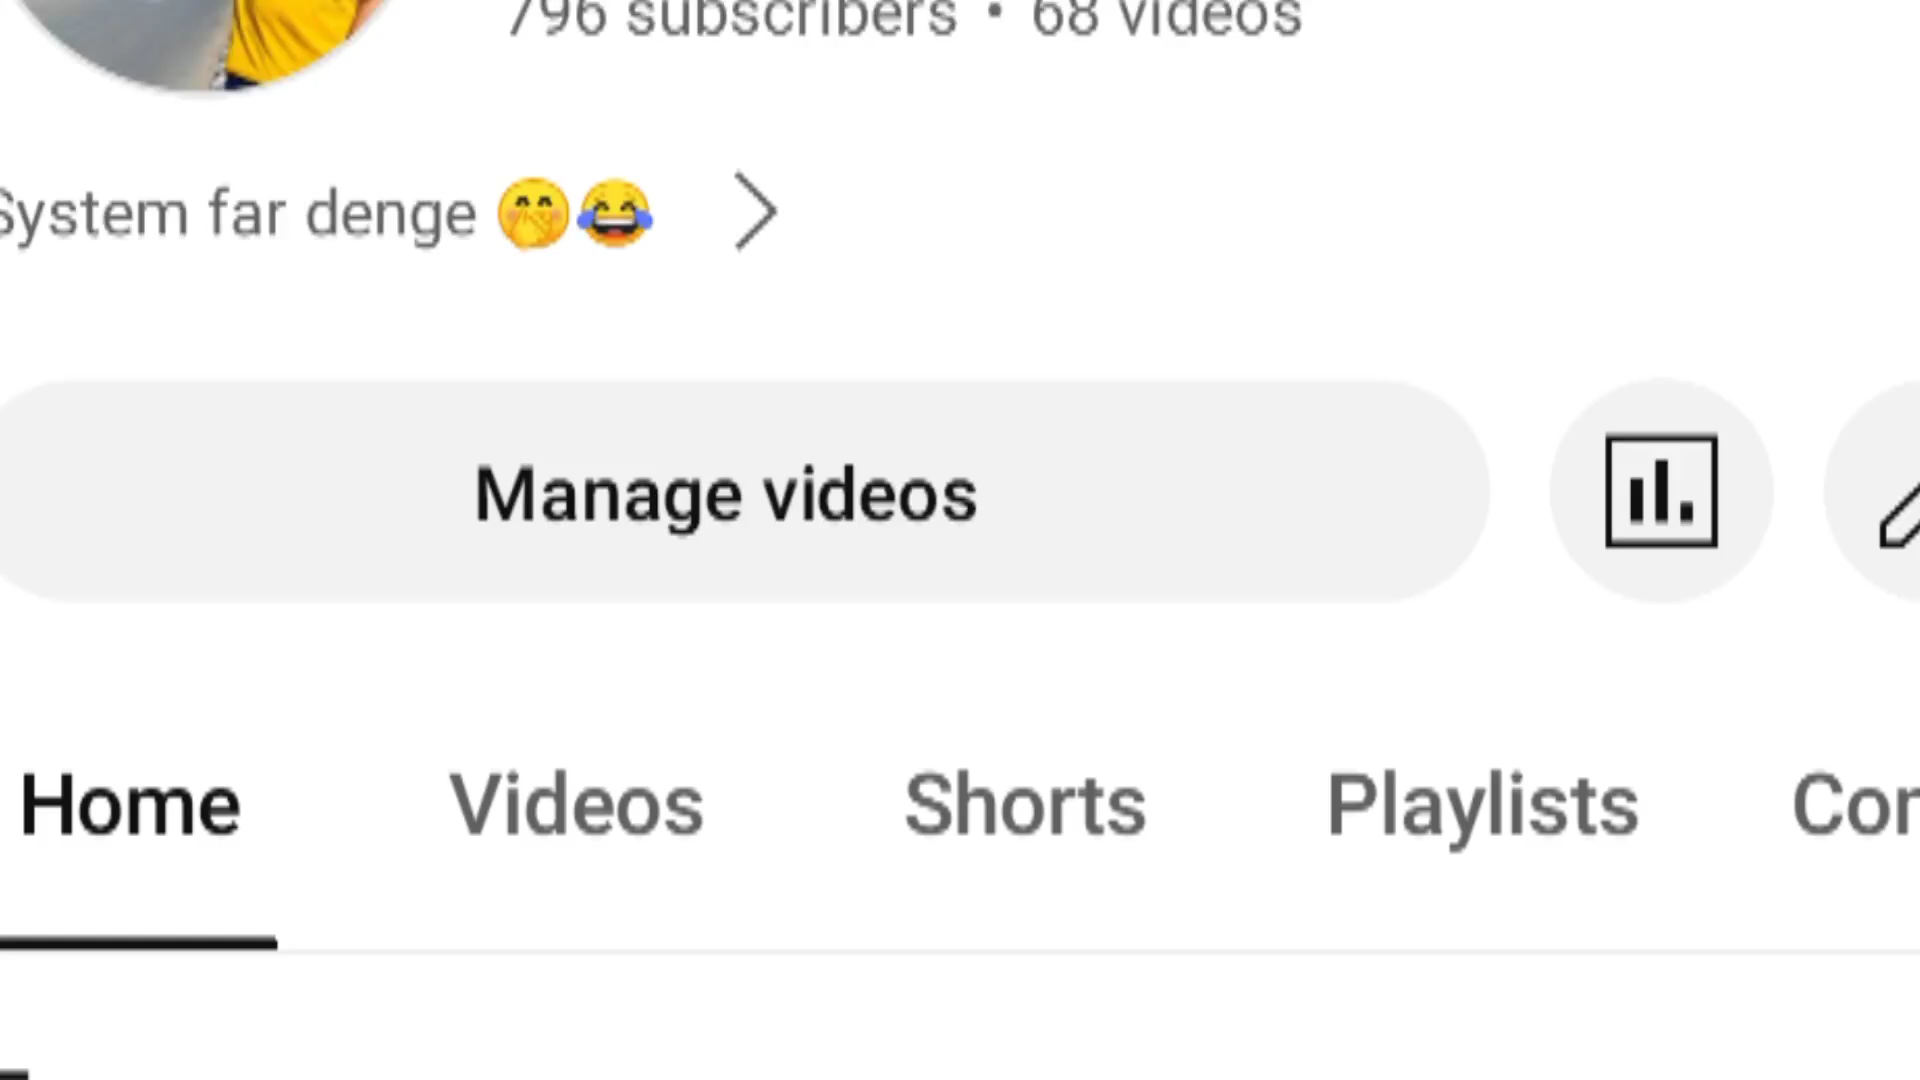 796 subscribers • 68 videos
System far denge 🤭😂
Manage videos
Home Videos Shorts Playlists